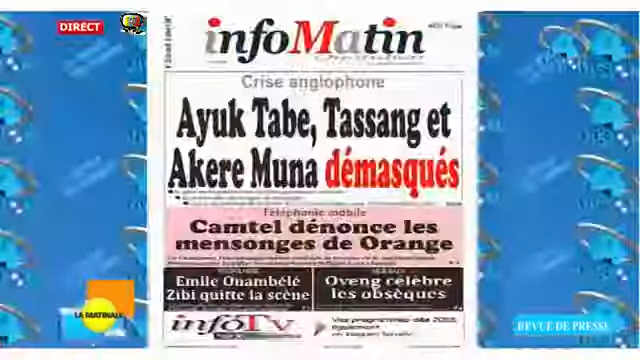 DIRECT
infoMatin
Crise anglophone
Ayuk Tabe, Tassang et
Akere Muna démasqués
Téléphonie mobile
Camtel dénonce les
mensonges de Orange
Emile Onambélé
Zibi quitte la scène
Oveng célèbre
les obsèques
infoTv
également
LA MATINALE
REVUE DE PRESSE